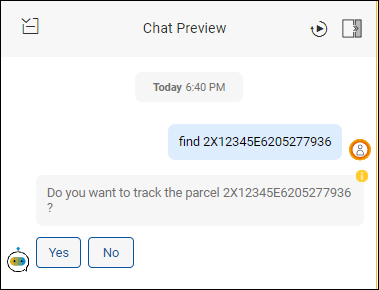 Chat Preview
Today 6:40 PM
find 2X12345E6205277936
Do you want to track the parcel 2X12345E6205277936
?
Yes No